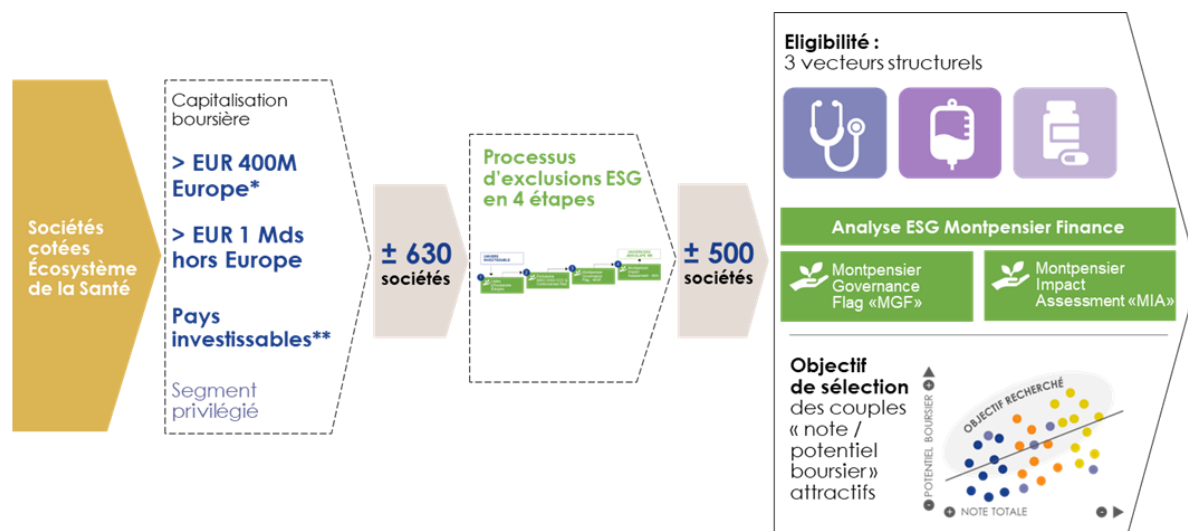 Sociétés
cotées
Écosystème
de la Santé
Capitalisation
boursière
> EUR 400M
Europe*
> EUR 1 Mds
hors Europe
Pays
investissables**
Segment
privilégié
± 630
sociétés
Processus
d'exclusions ESG
en 4 étapes
± 500
sociétés
Eligibilité :
3 vecteurs structurels
Analyse ESG Montpensier Finance
Montpensier
Governance
Flag «MGF»
Montpensier
Impact
Assessment «MIA»
Objectif
de sélection
des couples
« note /
potentiel
boursier»
attractifs
POTENTIEL BOURSIER
OBJECTIF RECHERCHÉ
NOTE TOTALE